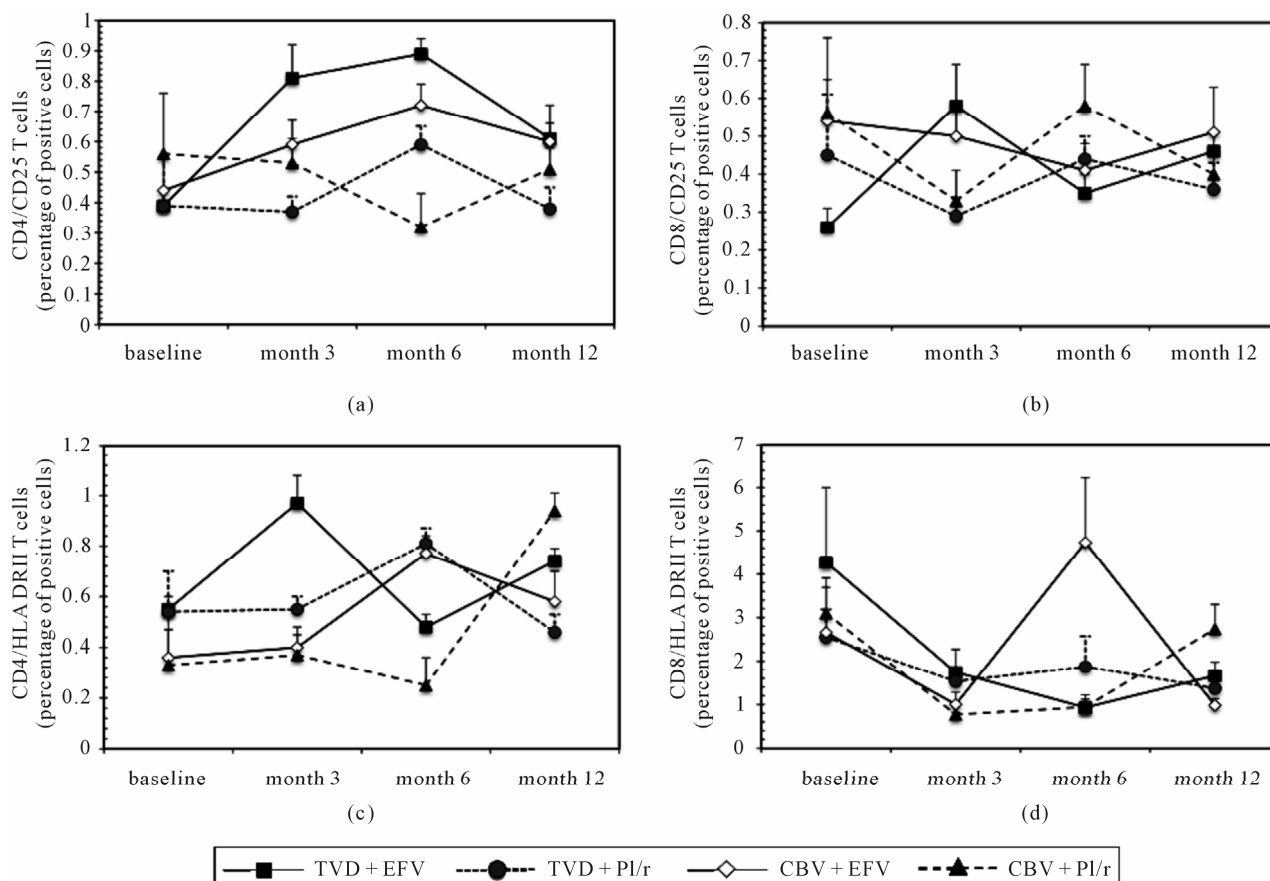 CD4/CD25 T cells
(percentage of positive cells)
1
0.9
0.8
0.7
0.6
0.5
0.4
0.3
0.2
0.1
0
baseline month 3 month 6 month 12
(a)
CD8/CD25 T cells
(percentage of positive cells)
0.8
0.7
0.6
0.5
0.4
0.3
0.2
0.1
0
baseline month 3 month 6 month 12
(b)
CD4/HLA DRII T cells
(percentage of positive cells)
1.2
1
0.8
0.6
0.4
0.2
0
baseline month 3 month 6 month 12
(c)
CD8/HLA DRII T cells
(percentage of positive cells)
7
6
5
4
3
2
1
0
baseline month 3 month 6 month 12
(d)
TVD + EFV TVD + Pl/r CBV + EFV CBV + Pl/r